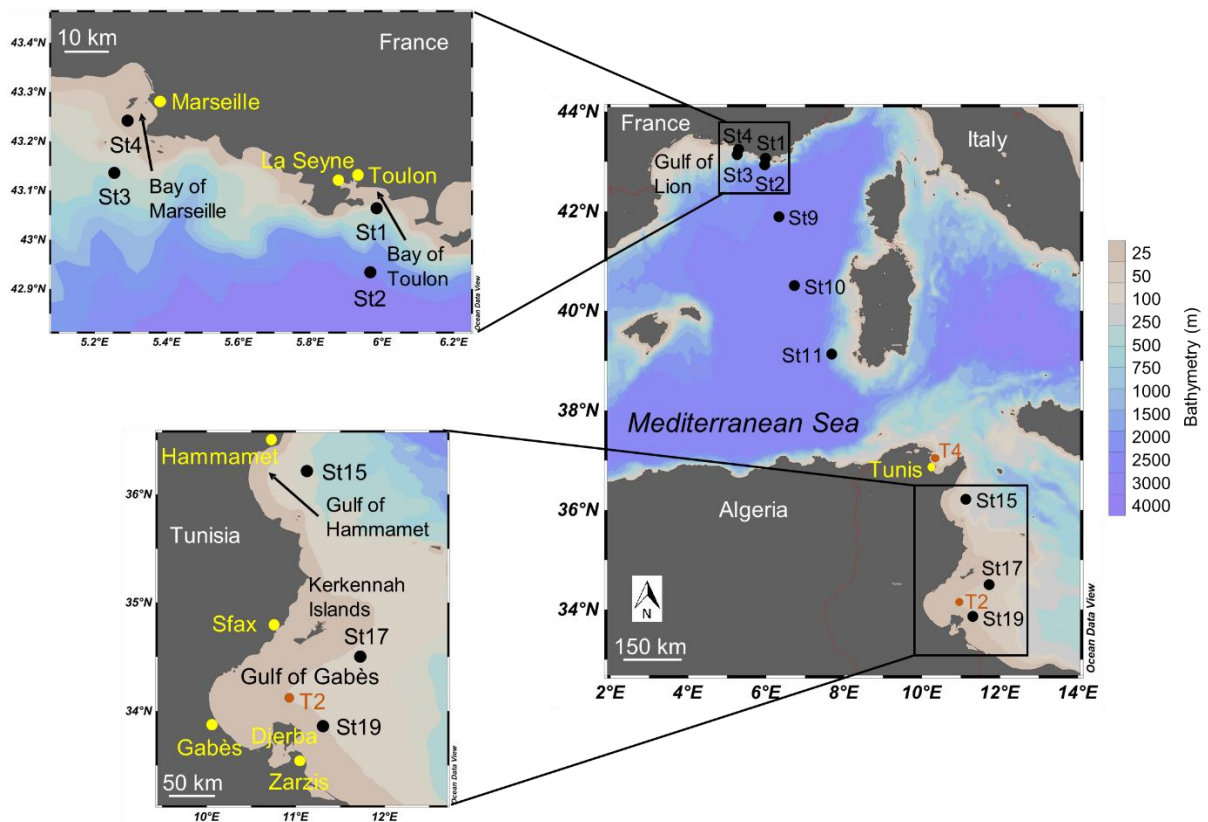 43.4°N
10 km
France
43.3°N
Marseille
43.2°N
St4
La Seyne
Toulon
43.1°N
St3
Bay of
Marseille
St1
43°N
Bay of
Toulon
St2
42.9°N
Ocean Data View
5.2°E
5.4°E
5.6°E
5.8°E
6°E
6.2°E
44°N
France
Italy
St4
St1
Gulf of
Lion
St3
St2
42°N
St9
St10
40°N
St11
38°N
Mediterranean Sea
T4
Tunis
36°N
Algeria
St15
St17
T2
34°N
St19
N
150 km
Ocean Data View
2°E
4°E
6°E
8°E
10°E
12°E
14°E
25
50
100
250
500
750
1000
1500
2000
2500
4000
Bathymetry (m)
Hammamet
St15
36°N
Gulf of
Hammamet
Tunisia
Kerkennah
Islands
35°N
Sfax
St17
Gulf of Gabès
T2
34°N
St19
Djerba
Gabès
Zarzis
50 km
Ocean Data View
10°E
11°E
12°E